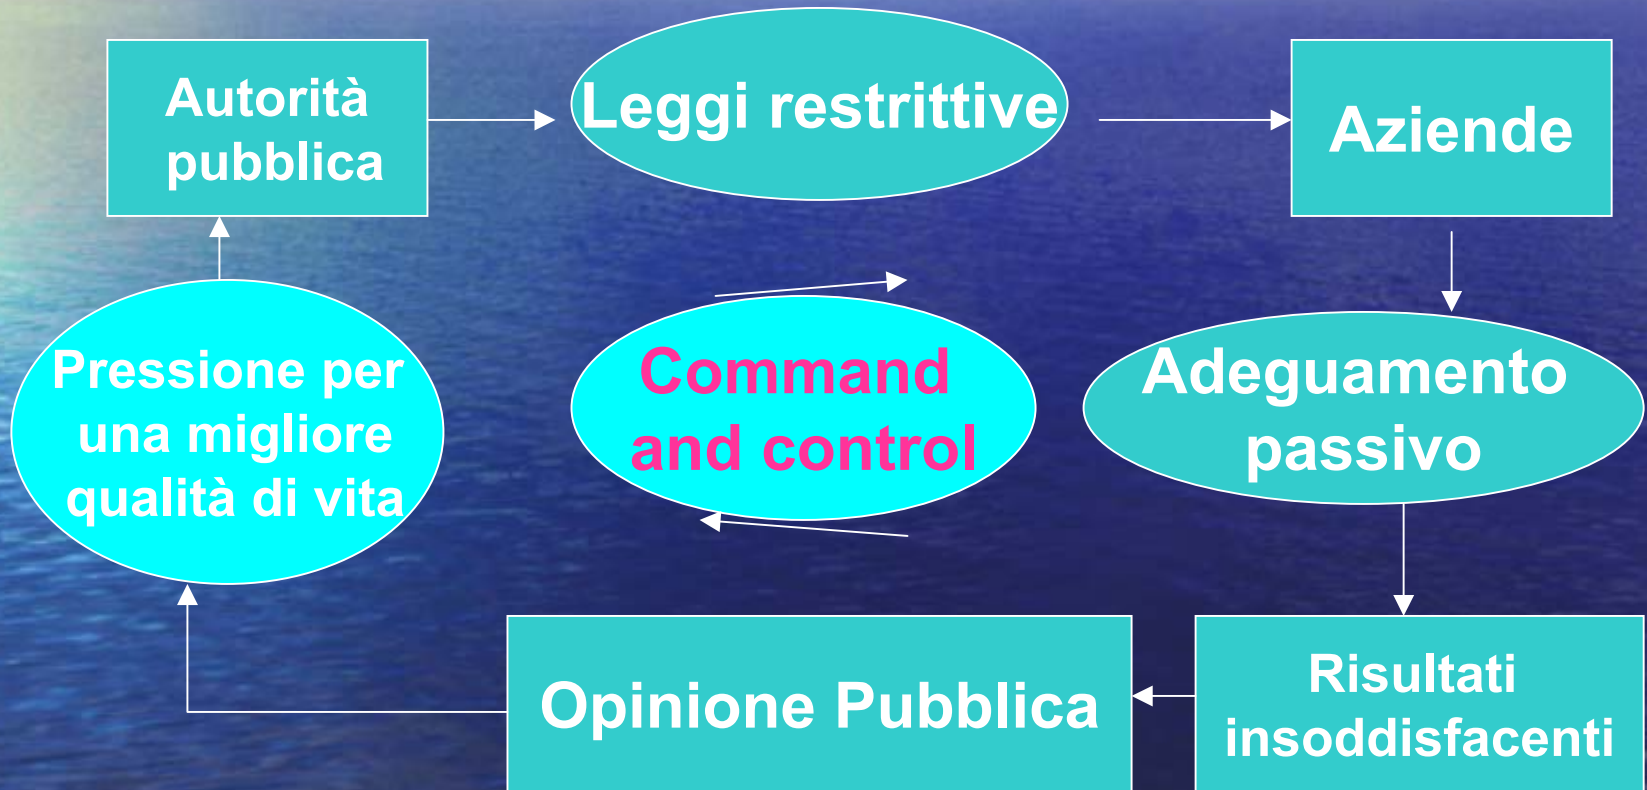 Autorità
pubblica
Leggi restrittive
Aziende
Pressione per
una migliore
qualità di vita
Command
and control
Adeguamento
passivo
Opinione Pubblica
Risultati
insoddisfacenti